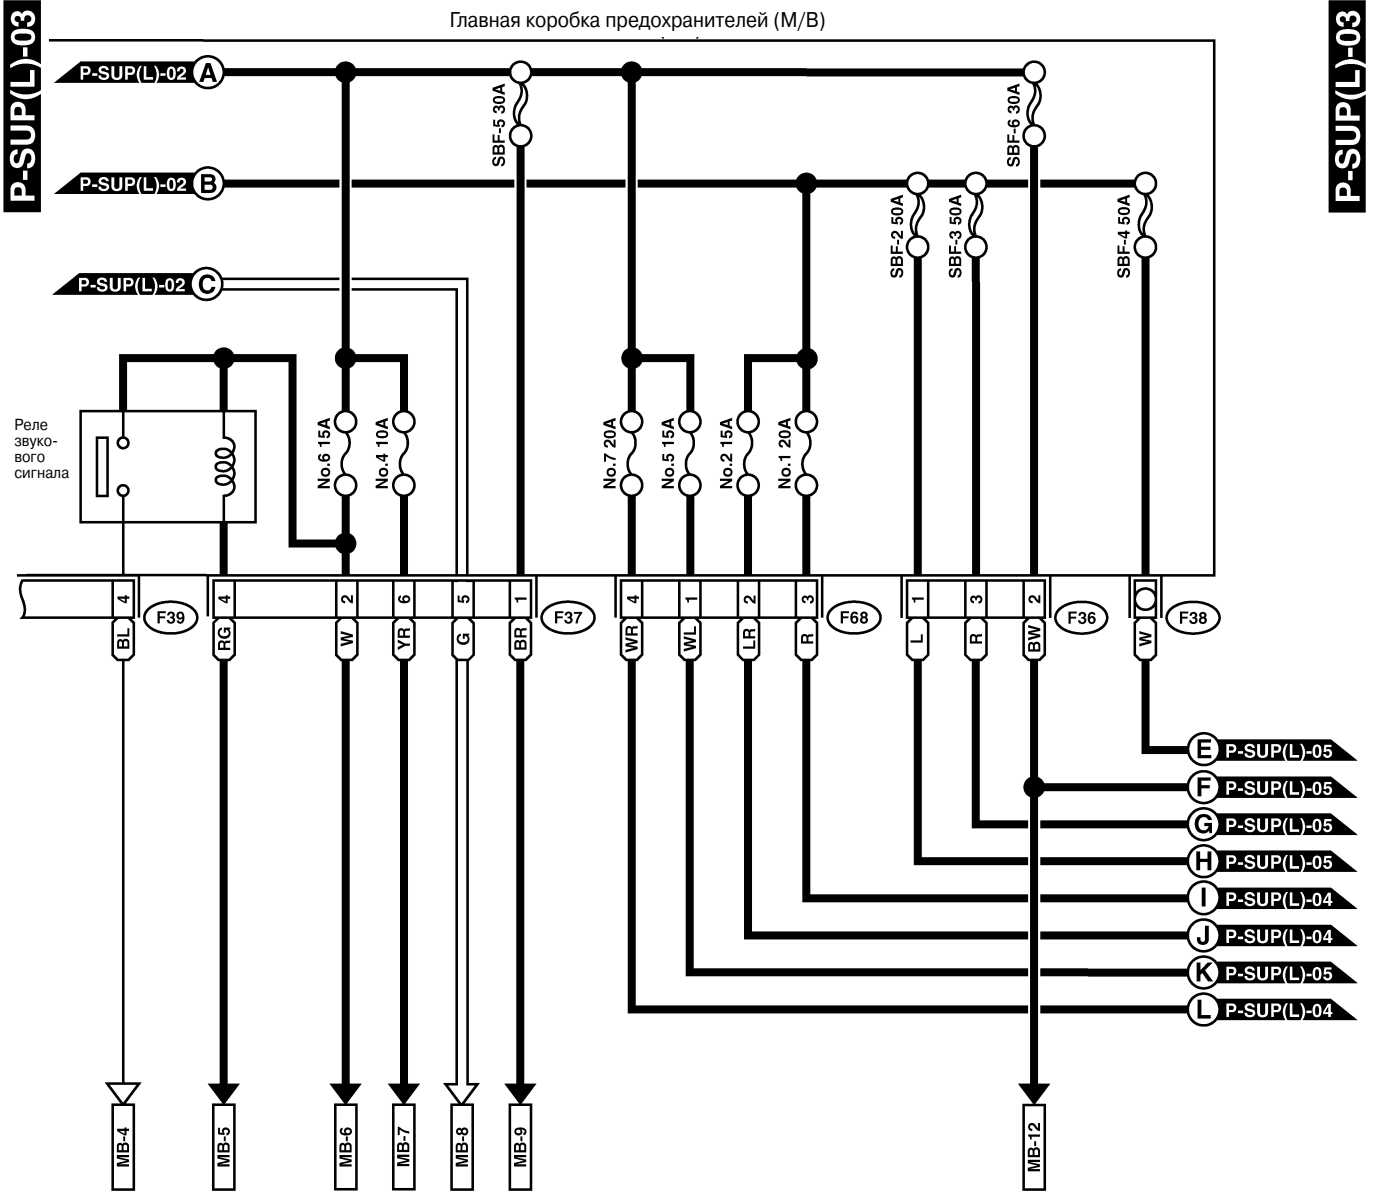 Главная коробка предохранителей (M/B)
P-SUP(L)-03
P-SUP(L)-03
P-SUP(L)-02 A
SBF-5 30A
SBF-6 30A
P-SUP(L)-02 B
SBF-2 50A
SBF-3 50A
SBF-4 50A
P-SUP(L)-02 C
Реле
звуко-
вого
сигнала
No.6 15A
No.4 10A
No.7 20A
No.5 15A
No.2 15A
No.1 20A
4
4
2
6
5
1
4
1
2
3
1
3
2
F39
F37
F68
F36
F38
BL
RG
W
YR
G
BR
WR
WL
LR
R
L
R
BW
W
E P-SUP(L)-05
F P-SUP(L)-05
G P-SUP(L)-05
H P-SUP(L)-05
I P-SUP(L)-04
J P-SUP(L)-04
K P-SUP(L)-05
L P-SUP(L)-04
MB-4
MB-5
MB-6
MB-7
MB-8
MB-9
MB-12